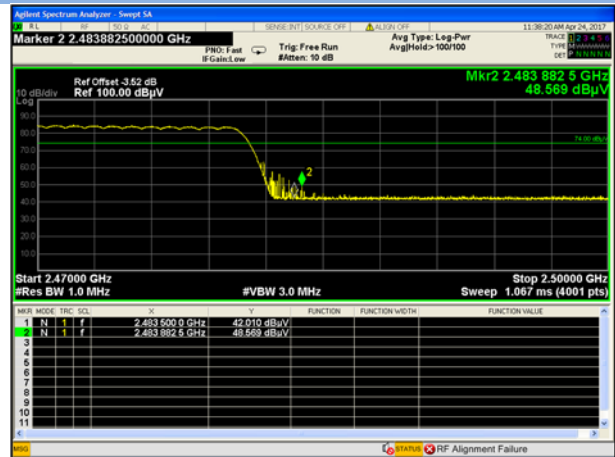 Agilent Spectrum Analyzer - Swept SA
RL RF 50 Ω AC SENSE:INT SOURCE OFF ALIGN OFF 11:38:20 AM Apr 24, 2017
Marker 2 2.483882500000 GHz
PNO: Fast
IFGain:Low
Trig: Free Run
#Atten: 10 dB
Avg Type: Log-Pwr
Avg|Hold:>100/100
TRACE 1 2 3 4 5 6
TYPE M W W W W W
DET P N N N N N
Ref Offset -3.52 dB
10 dB/div Ref 100.00 dBµV
Mkr2 2.483 882 5 GHz
48.569 dBµV
Log
90.0
80.0
74.00 dBµV
70.0
60.0
2
50.0
40.0
30.0
20.0
10.0
Start 2.47000 GHz
Stop 2.50000 GHz
#Res BW 1.0 MHz
#VBW 3.0 MHz
Sweep 1.067 ms (4001 pts)
MKR MODE TRC SCL X Y FUNCTION FUNCTION WIDTH FUNCTION VALUE
1 N 1 f 2.483 500 0 GHz 42.010 dBµV
2 N 1 f 2.483 882 5 GHz 48.569 dBµV
3
4
5
6
7
8
9
10
11
MSG
STATUS RF Alignment Failure